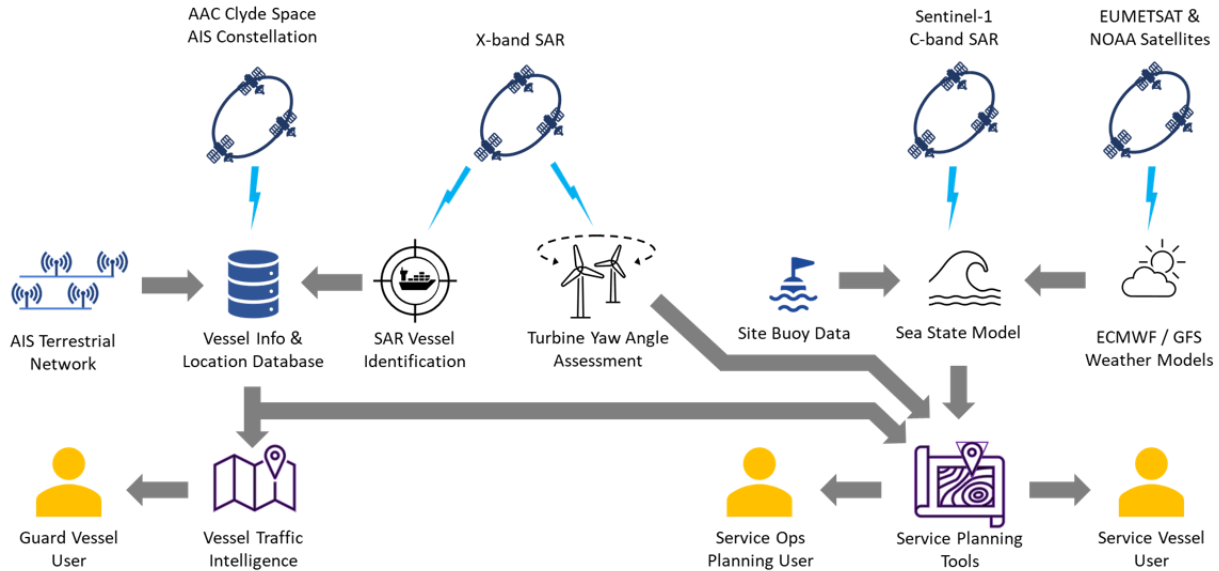 AAC Clyde Space
AIS Constellation
X-band SAR
Sentinel-1
C-band SAR
EUMETSAT &
NOAA Satellites
AIS Terrestrial
Network
Vessel Info &
Location Database
SAR Vessel
Identification
Turbine Yaw Angle
Assessment
Site Buoy Data
Sea State Model
ECMWF / GFS
Weather Models
Guard Vessel
User
Vessel Traffic
Intelligence
Service Ops
Planning User
Service Planning
Tools
Service Vessel
User